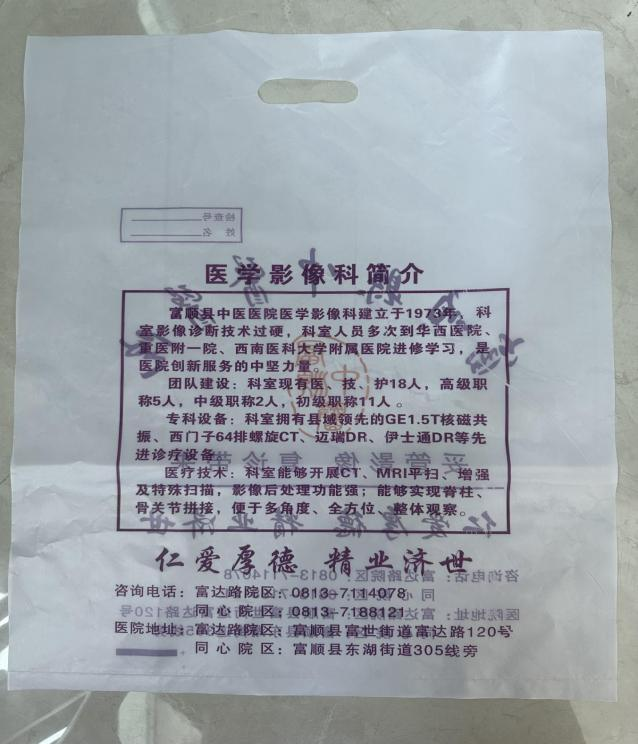 医学影像科简介
富顺县中医医院医学影像科建立于1973年，科
室影像诊断技术过硬，科室人员多次到华西医院、
重医附一院、西南医科大学附属医院进修学习，是
医院创新服务的中坚力量。
团队建设：科室现有医、技、护18人，高级职
称5人，中级职称2人，初级职称11人。
专科设备：科室拥有县域领先的GE1.5T核磁共
振、西门子64排螺旋CT、迈瑞DR、伊士通DR等先
进诊疗设备。
医疗技术：科室能够开展CT、MRI平扫、增强
及特殊扫描，影像后处理功能强；能够实现脊柱、
骨关节拼接，便于多角度、全方位、整体观察。
仁爱厚德 精业济世
咨询电话：富达路院区：0813-7114078
同心院区：0813-7188121
医院地址：富达路院区：富顺县富世街道富达路120号
同心院区：富顺县东湖街道305线旁
检查号
姓名